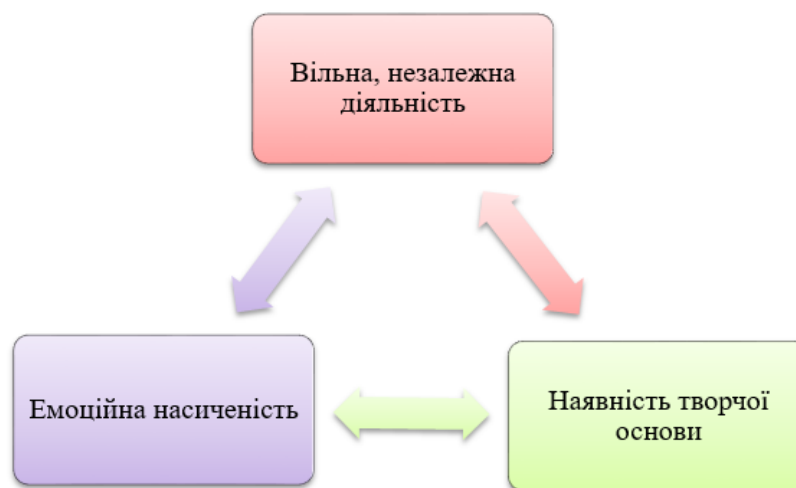 Вільна, незалежна
діяльність
Емоційна насиченість
Наявність творчої
основи